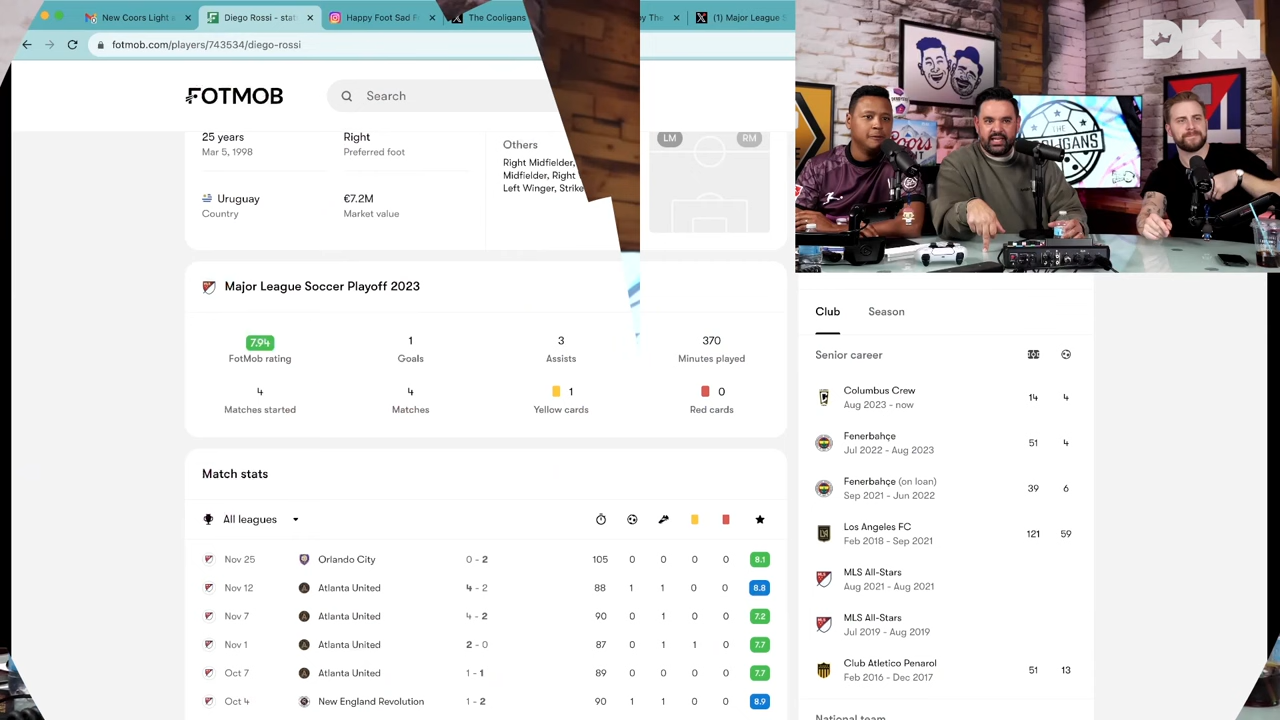 New Coors Light
Diego Rossi - stats
Happy Pad Foot Sa
The Cooligans
by The
(1) Major League S
fotmob.com/players/743534/diego-rossi
FOTMOB
Search
25 years
Mar 5, 1998
Right
Preferred foot
Uruguay
Country
€7.2M
Market value
Others
Right Midfielder,
Midfielder, Right
Left Winger, Strike
LM
RM
Major League Soccer Playoff 2023
7.94
FotMob rating
1
Goals
3
Assists
370
Minutes played
4
Matches started
4
Matches
1
Yellow cards
0
Red cards
Match stats
All leagues
Nov 25 Orlando City 0 - 2 105 0 0 0 0 8.1
Nov 12 Atlanta United 4 - 2 88 1 1 0 0 8.8
Nov 7 Atlanta United 4 - 2 90 0 1 0 0 7.2
Nov 1 Atlanta United 2 - 0 87 0 1 1 0 7.7
Oct 7 Atlanta United 1 - 1 89 0 0 0 0 7.7
Oct 4 New England Revolution 1 - 2 90 1 1 0 0 8.9
DKN
Coors
THE
Club
Season
Senior career
Columbus Crew 14 4
Aug 2023 - now
Fenerbahçe 51 4
Jul 2022 - Aug 2023
Fenerbahçe (on loan) 39 6
Sep 2021 - Jun 2022
Los Angeles FC 121 59
Feb 2018 - Sep 2021
MLS All-Stars
Aug 2021 - Aug 2021
MLS All-Stars
Jul 2019 - Aug 2019
Club Atletico Penarol 51 13
Feb 2016 - Dec 2017
National team